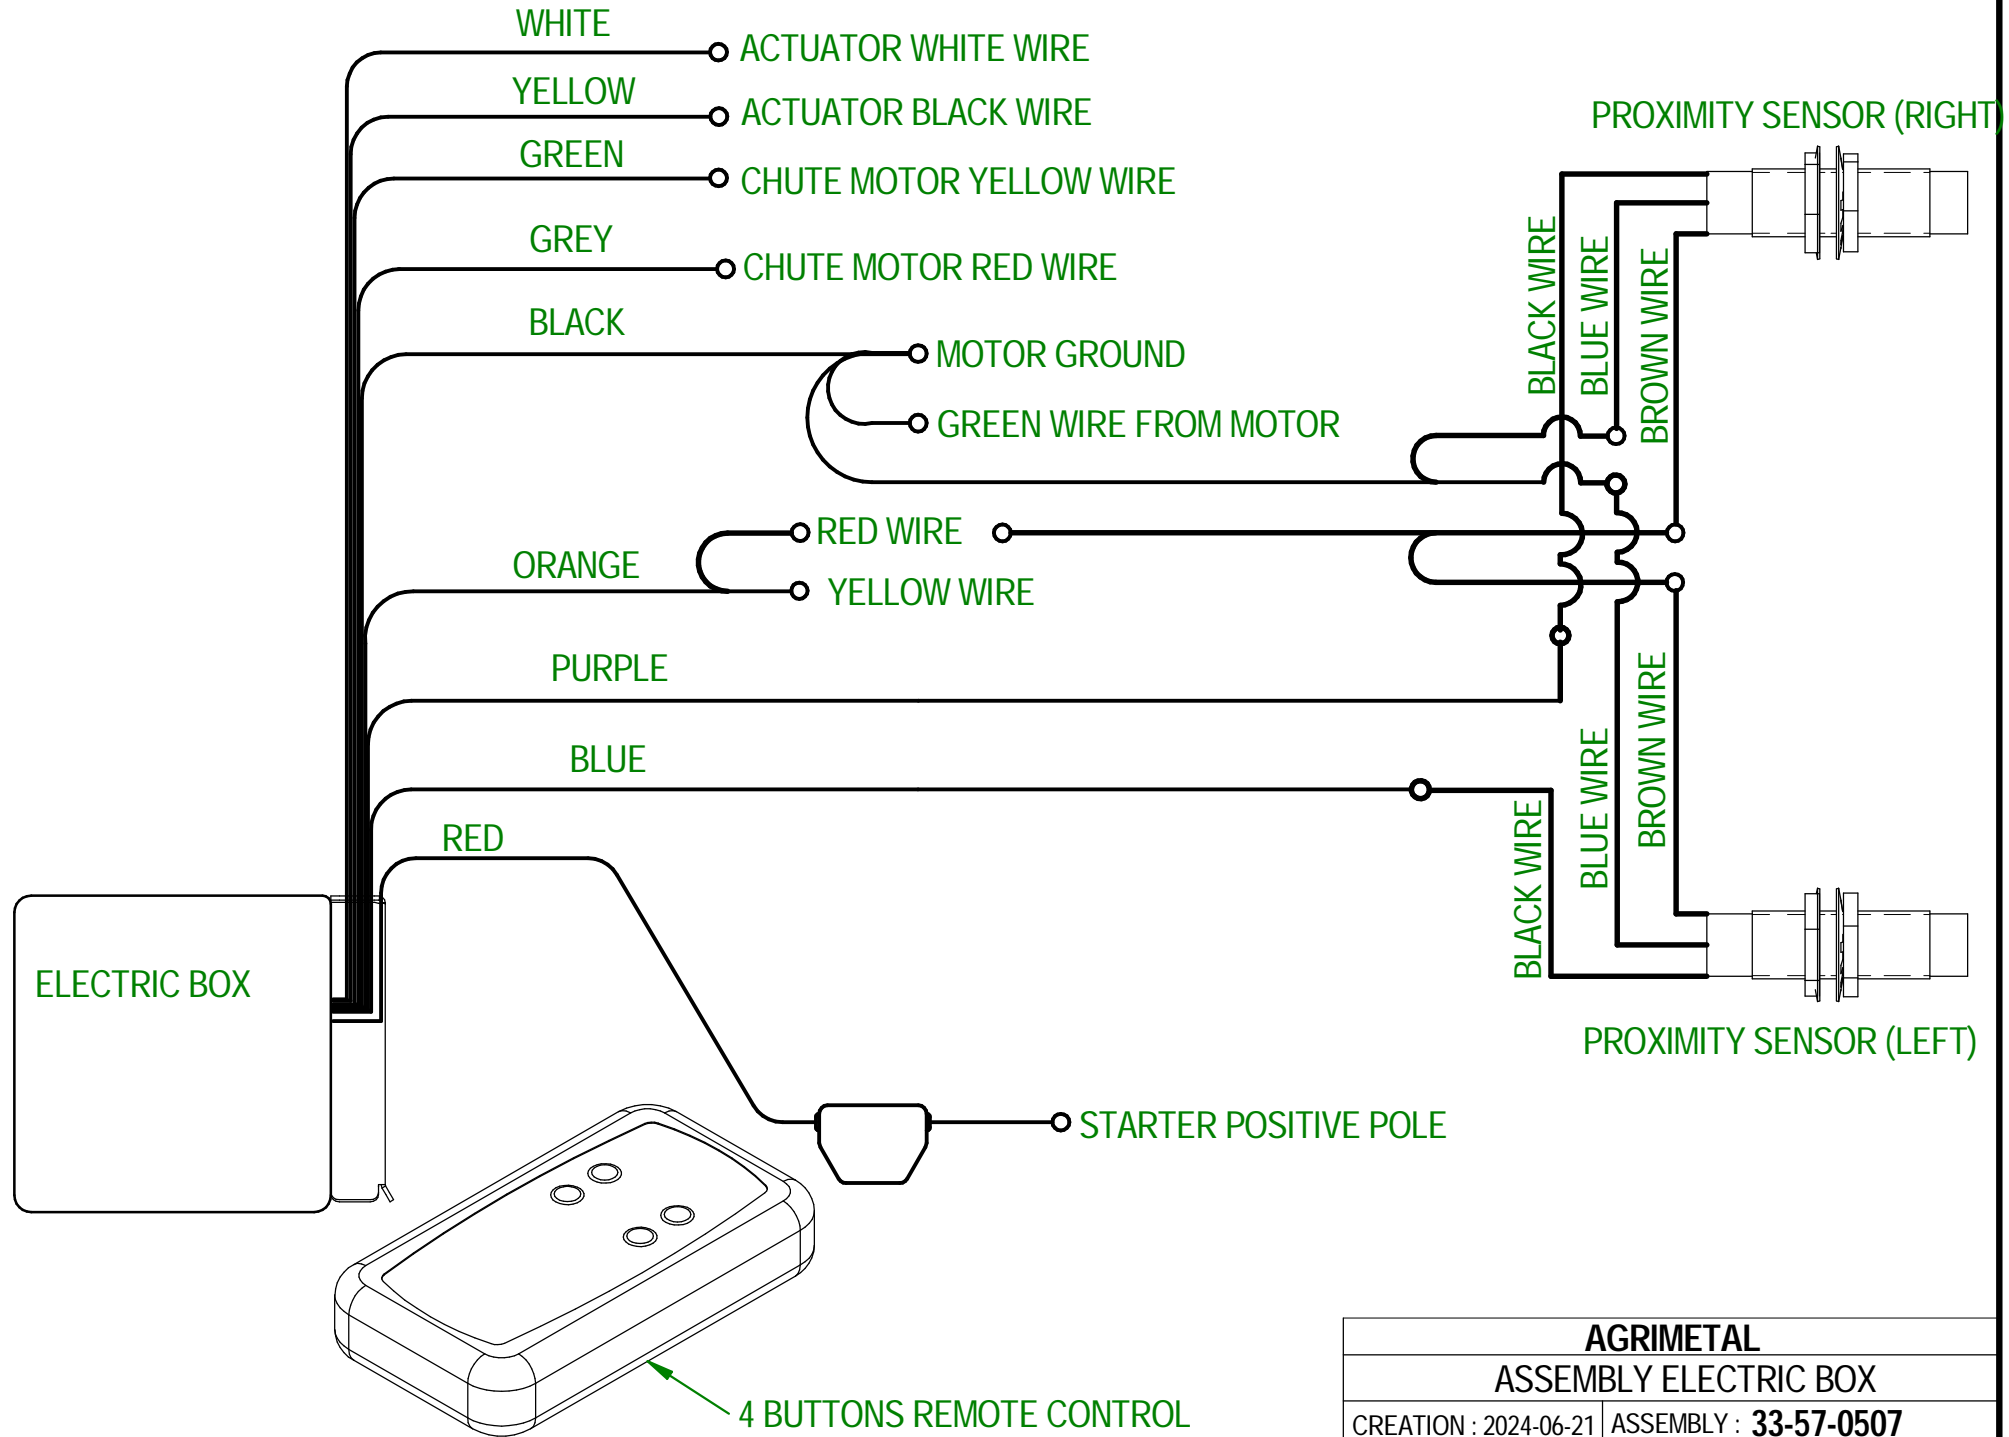 WHITE
ACTUATOR WHITE WIRE
YELLOW
ACTUATOR BLACK WIRE
PROXIMITY SENSOR (RIGHT)
GREEN
CHUTE MOTOR YELLOW WIRE
GREY
CHUTE MOTOR RED WIRE
BLACK WIRE
BLUE WIRE
BROWN WIRE
BLACK
MOTOR GROUND
GREEN WIRE FROM MOTOR
RED WIRE
ORANGE
YELLOW WIRE
PURPLE
BLUE
BLACK WIRE
BLUE WIRE
BROWN WIRE
RED
ELECTRIC BOX
PROXIMITY SENSOR (LEFT)
STARTER POSITIVE POLE
4 BUTTONS REMOTE CONTROL
AGRIMETAL
ASSEMBLY ELECTRIC BOX
CREATION : 2024-06-21 ASSEMBLY : 33-57-0507